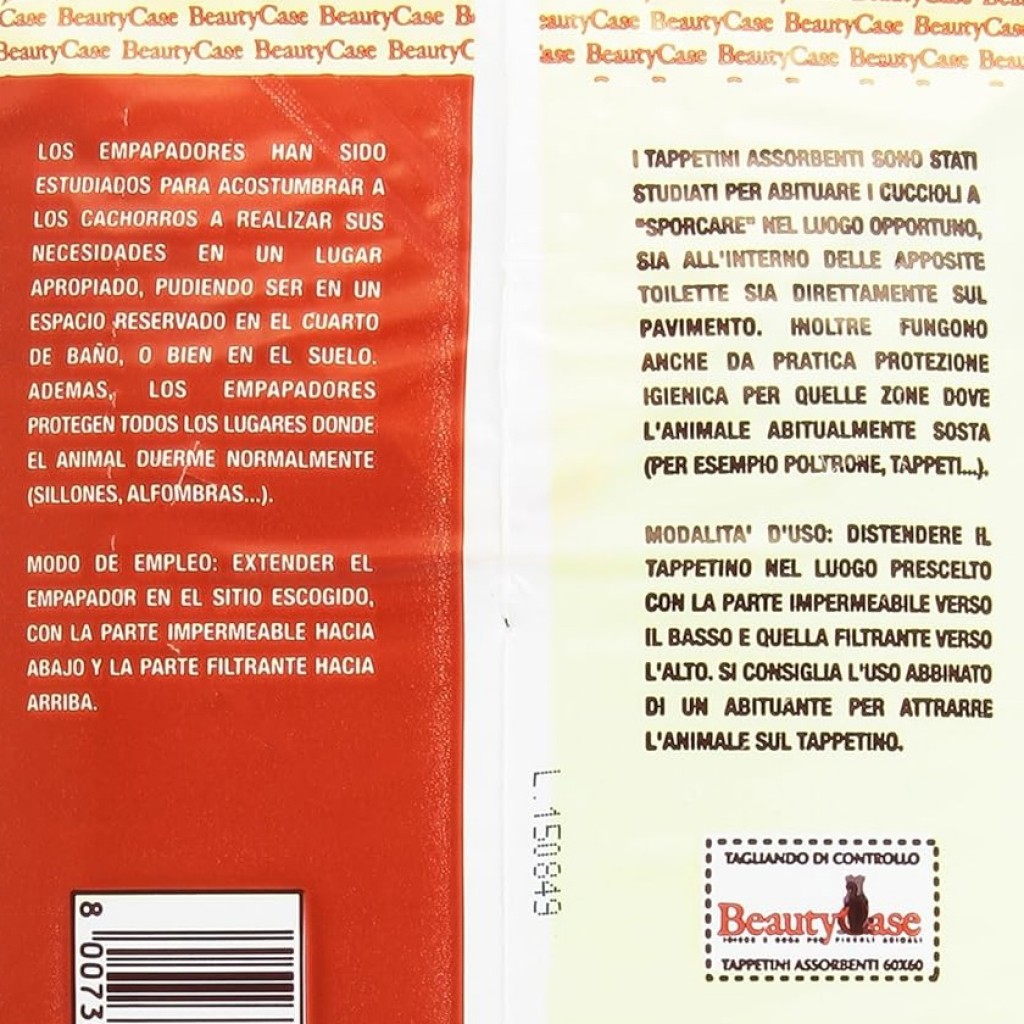 Case BeautyCase BeautyCase
BeautyCase BeautyCase BeautyCase
LOS EMPAPADORES HAN SIDO
ESTUDIADOS PARA ACOSTUMBRAR A
LOS CACHORROS A REALIZAR SUS
NECESIDADES EN UN LUGAR
APROPIADO, PUDIENDO SER EN UN
ESPACIO RESERVADO EN EL CUARTO
DE BAÑO, O BIEN EN EL SUELO.
ADEMAS, LOS EMPAPADORES
PROTEGEN TODOS LOS LUGARES DONDE
EL ANIMAL DUERME NORMALMENTE
(SILLONES, ALFOMBRAS...).
MODO DE EMPLEO: EXTENDER EL
EMPAPADOR EN EL SITIO ESCOGIDO,
CON LA PARTE IMPERMEABLE HACIA
ABAJO Y LA PARTE FILTRANTE HACIA
ARRIBA.
8 0073
BeautyCase BeautyCase
BeautyCase BeautyCase BeautyCase
I TAPPETINI ASSORBENTI SONO STATI
STUDIATI PER ABITUARE I CUCCIOLI A
"SPORCARE" NEL LUOGO OPPORTUNO,
SIA ALL'INTERNO DELLE APPOSITE
TOILETTE SIA DIRETTAMENTE SUL
PAVIMENTO. INOLTRE FUNGONO
ANCHE DA PRATICA PROTEZIONE
IGIENICA PER QUELLE ZONE DOVE
L'ANIMALE ABITUALMENTE SOSTA
(PER ESEMPIO POLTRONE, TAPPETI...).
MODALITA' D'USO: DISTENDERE IL
TAPPETINO NEL LUOGO PRESCELTO
CON LA PARTE IMPERMEABILE VERSO
IL BASSO E QUELLA FILTRANTE VERSO
L'ALTO. SI CONSIGLIA L'USO ABBINATO
DI UN ABITUANTE PER ATTRARRE
L'ANIMALE SUL TAPPETINO.
L.150849
TAGLIANDO DI CONTROLLO
BeautyCase
TAPPETINI ASSORBENTI 60X60